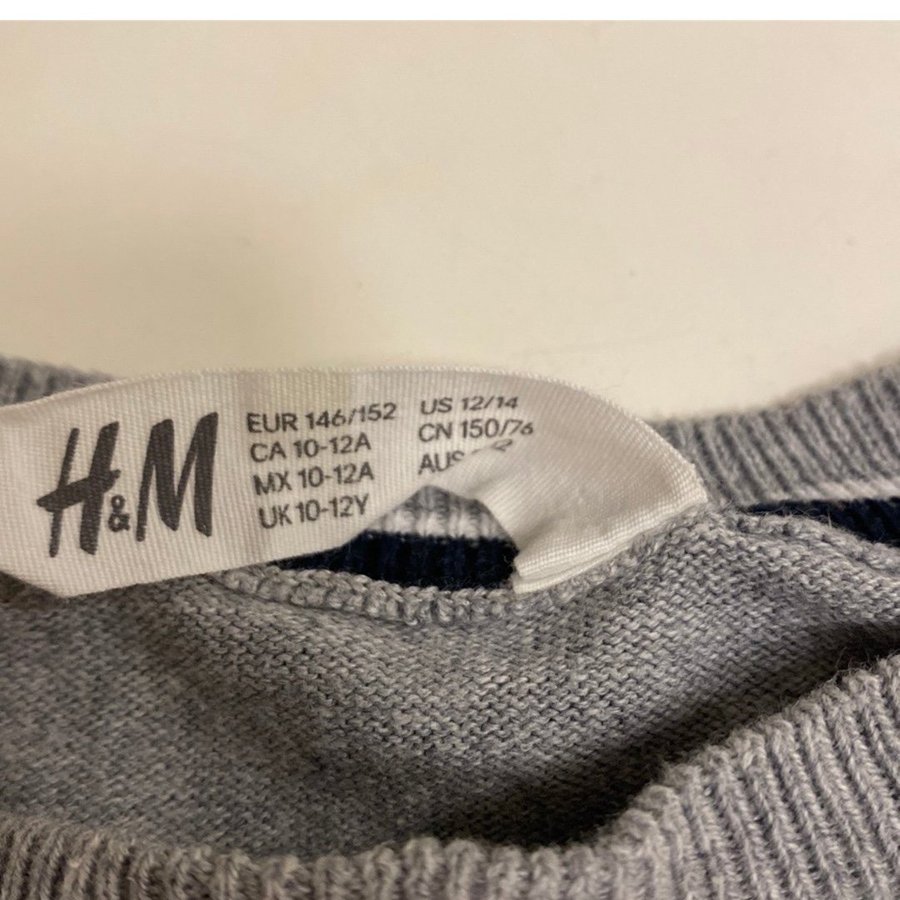 H&M
EUR 146/152
CA 10-12A
MX 10-12A
UK 10-12Y
US 12/14
CN 150/76
AUS